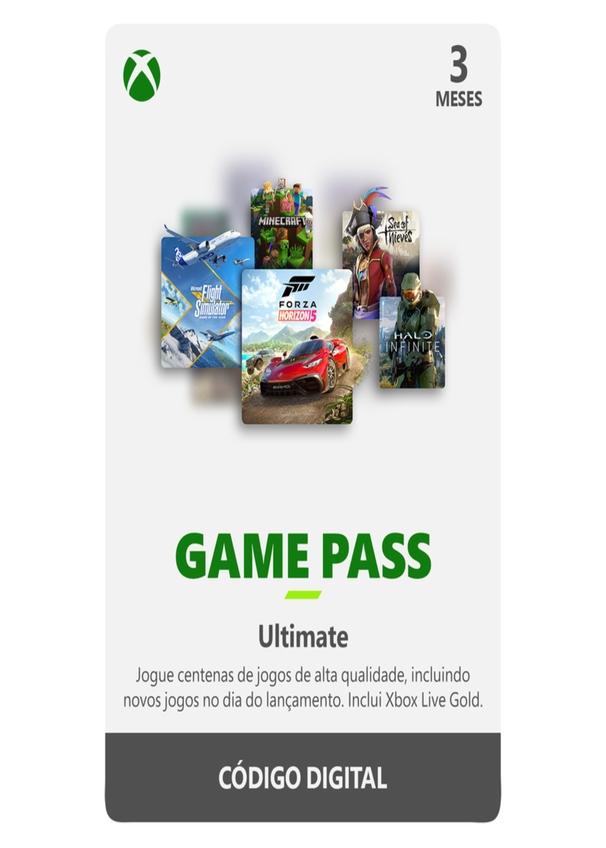 3
MESES
MINECRAFT
Sea of
Thieves
Microsoft
Flight
Simulator
FORZA
HORIZON 5
HALO
INFINITE
GAME PASS
Ultimate
Jogue centenas de jogos de alta qualidade, incluindo
novos jogos no dia do lançamento. Inclui Xbox Live Gold.
CÓDIGO DIGITAL